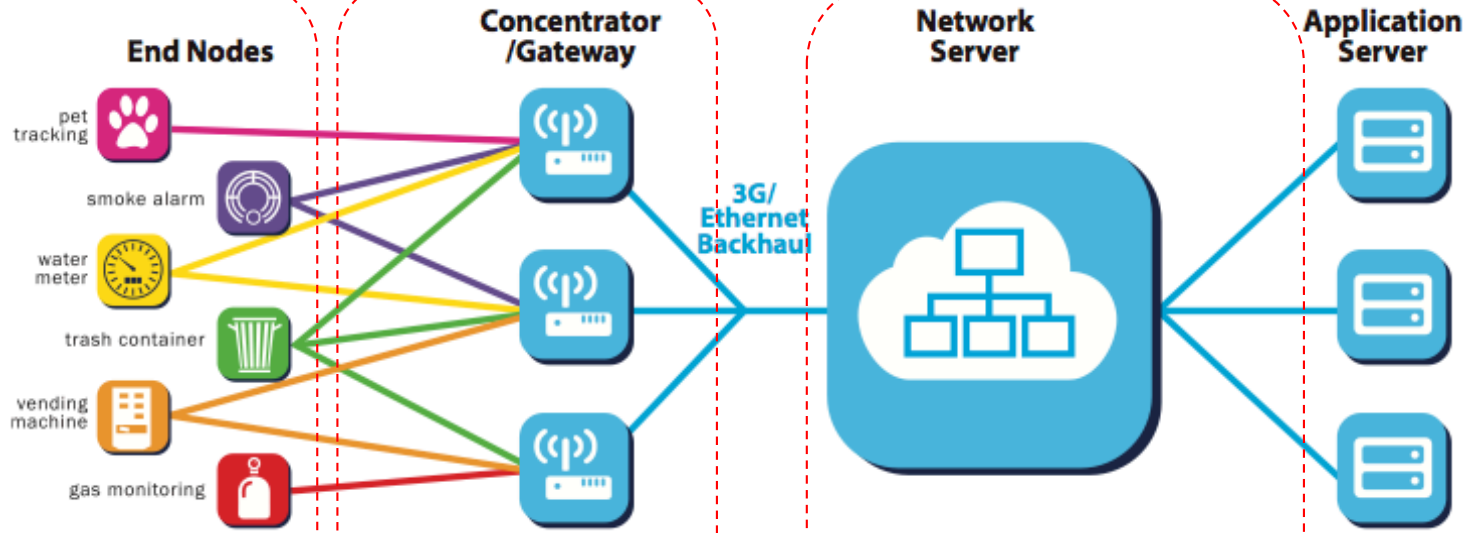 End Nodes
Concentrator
/Gateway
Network
Server
Application
Server
pet
tracking
smoke alarm
water
meter
trash container
vending
machine
gas monitoring
3G/
Ethernet
Backhaul